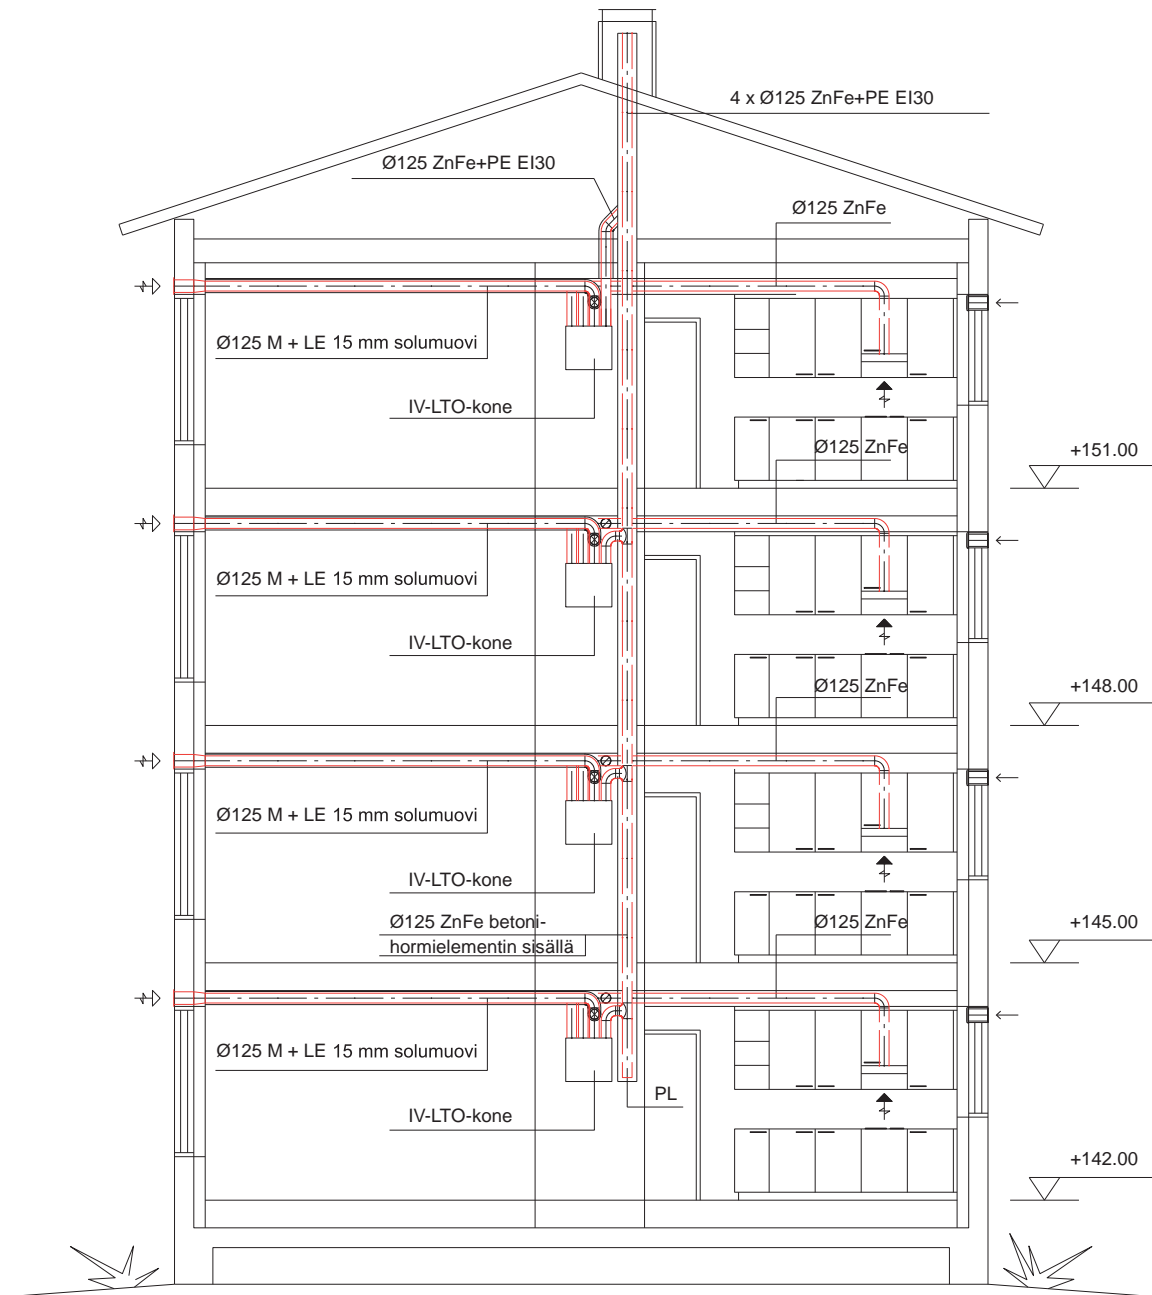 4 x Ø125 ZnFe+PE EI30
Ø125 ZnFe+PE EI30
Ø125 ZnFe
Ø125 M + LE 15 mm solumuovi
IV-LTO-kone
Ø125 ZnFe
+151.00
Ø125 M + LE 15 mm solumuovi
IV-LTO-kone
Ø125 ZnFe
+148.00
Ø125 M + LE 15 mm solumuovi
IV-LTO-kone
Ø125 ZnFe betoni-
hormielementin sisällä
Ø125 ZnFe
+145.00
Ø125 M + LE 15 mm solumuovi
PL
IV-LTO-kone
+142.00